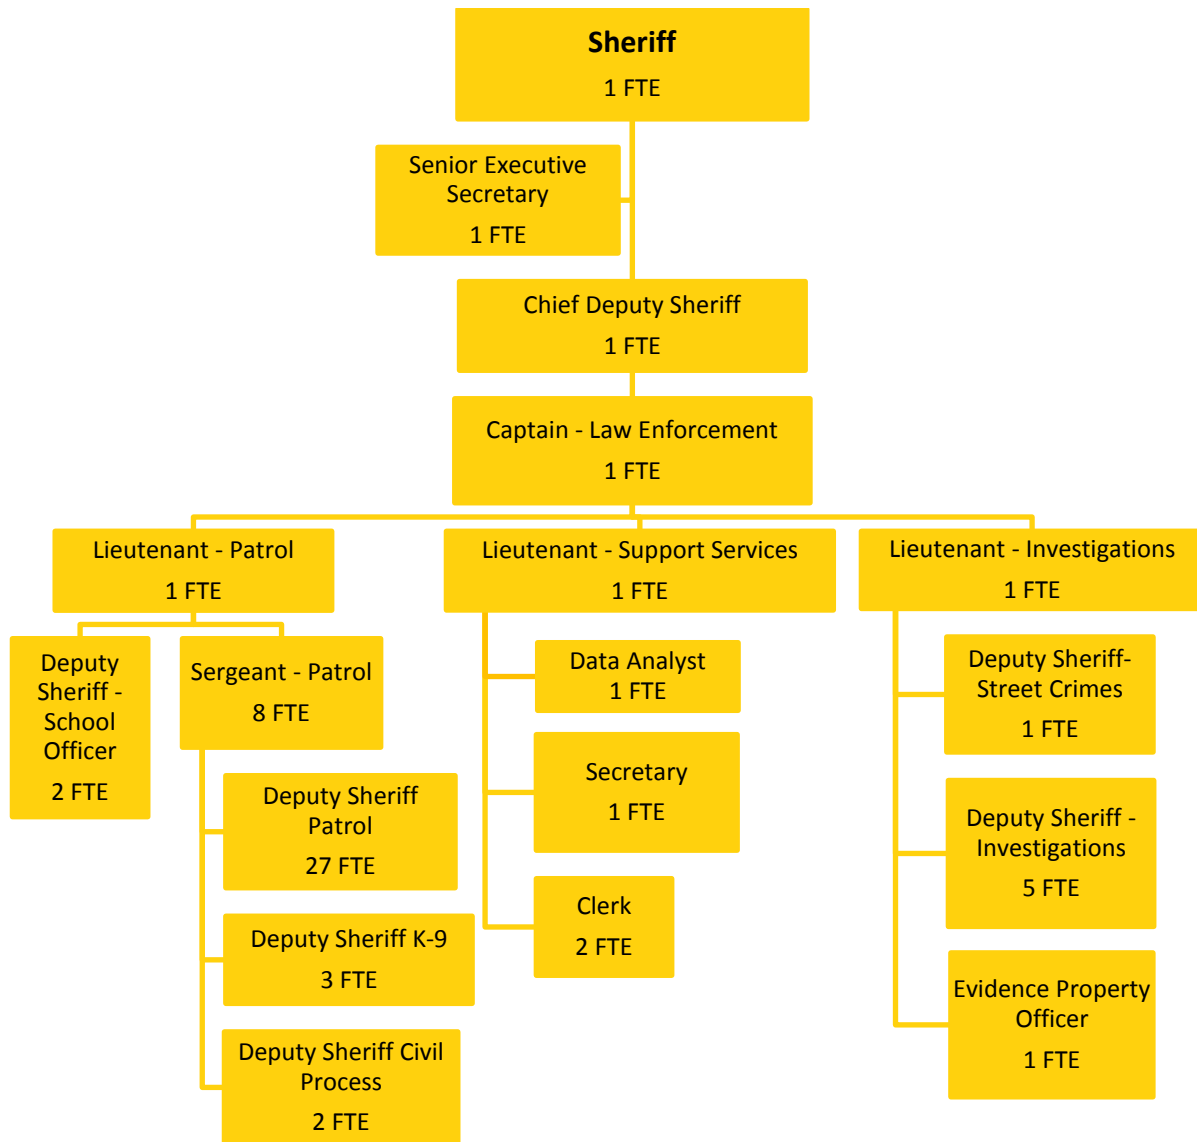 Sheriff
1 FTE
Senior Executive
Secretary
1 FTE
Chief Deputy Sheriff
1 FTE
Captain - Law Enforcement
1 FTE
Lieutenant - Patrol
1 FTE
Lieutenant - Support Services
1 FTE
Lieutenant - Investigations
1 FTE
Deputy
Sheriff -
School
Officer
2 FTE
Sergeant - Patrol
8 FTE
Deputy Sheriff
Patrol
27 FTE
Deputy Sheriff K-9
3 FTE
Deputy Sheriff Civil
Process
2 FTE
Data Analyst
1 FTE
Secretary
1 FTE
Clerk
2 FTE
Deputy Sheriff-
Street Crimes
1 FTE
Deputy Sheriff -
Investigations
5 FTE
Evidence Property
Officer
1 FTE